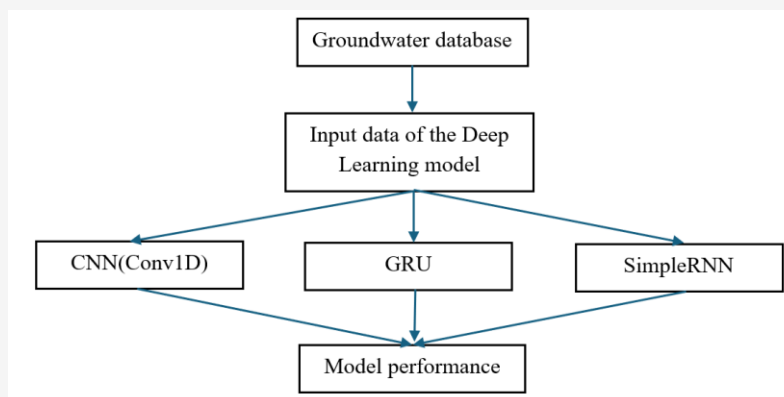 Groundwater database
Input data of the Deep
Learning model
CNN(Conv1D)
GRU
SimpleRNN
Model performance